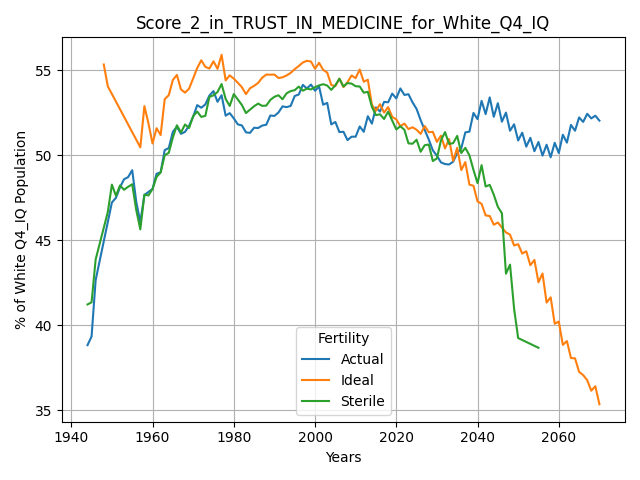 Score_2_in_TRUST_IN_MEDICINE_for_White_Q4_IQ
% of White Q4_IQ Population
55
50
45
40
35
Fertility
Actual
Ideal
Sterile
1940 1960 1980 2000 2020 2040 2060
Years